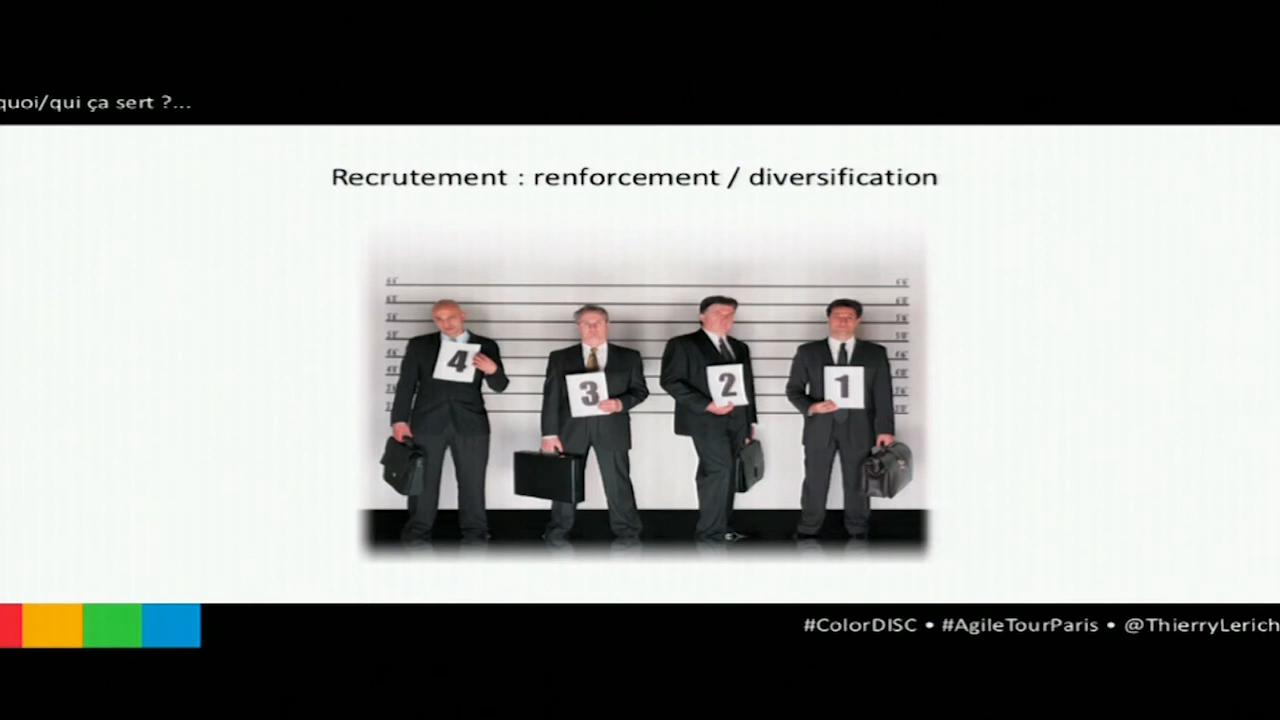 quoi/qui ça sert ?...
Recrutement : renforcement / diversification
4
3
2
1
#ColorDISC • #AgileTourParis • @ThierryLerich